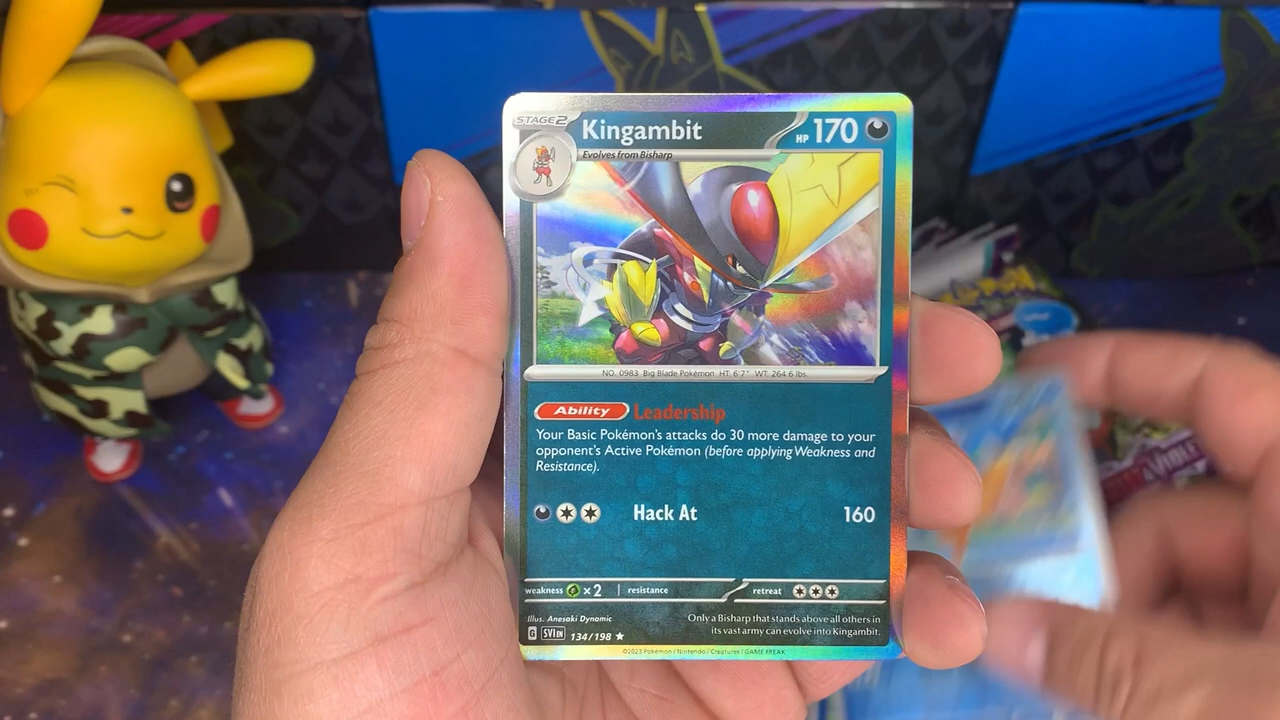 STAGE2
Kingambit
HP 170
Evolves from Bisharp
NO. 0983 Big Blade Pokémon HT: 6'7" WT: 264.6 lbs.
Ability Leadership
Your Basic Pokémon's attacks do 30 more damage to your
opponent's Active Pokémon (before applying Weakness and
Resistance).
Hack At 160
weakness ×2 resistance retreat
Illus. Anesaki Dynamic
G SVI EN 134/198 ★
Only a Bisharp that stands above all others in
its vast army can evolve into Kingambit.
©2023 Pokémon / Nintendo / Creatures / GAME FREAK